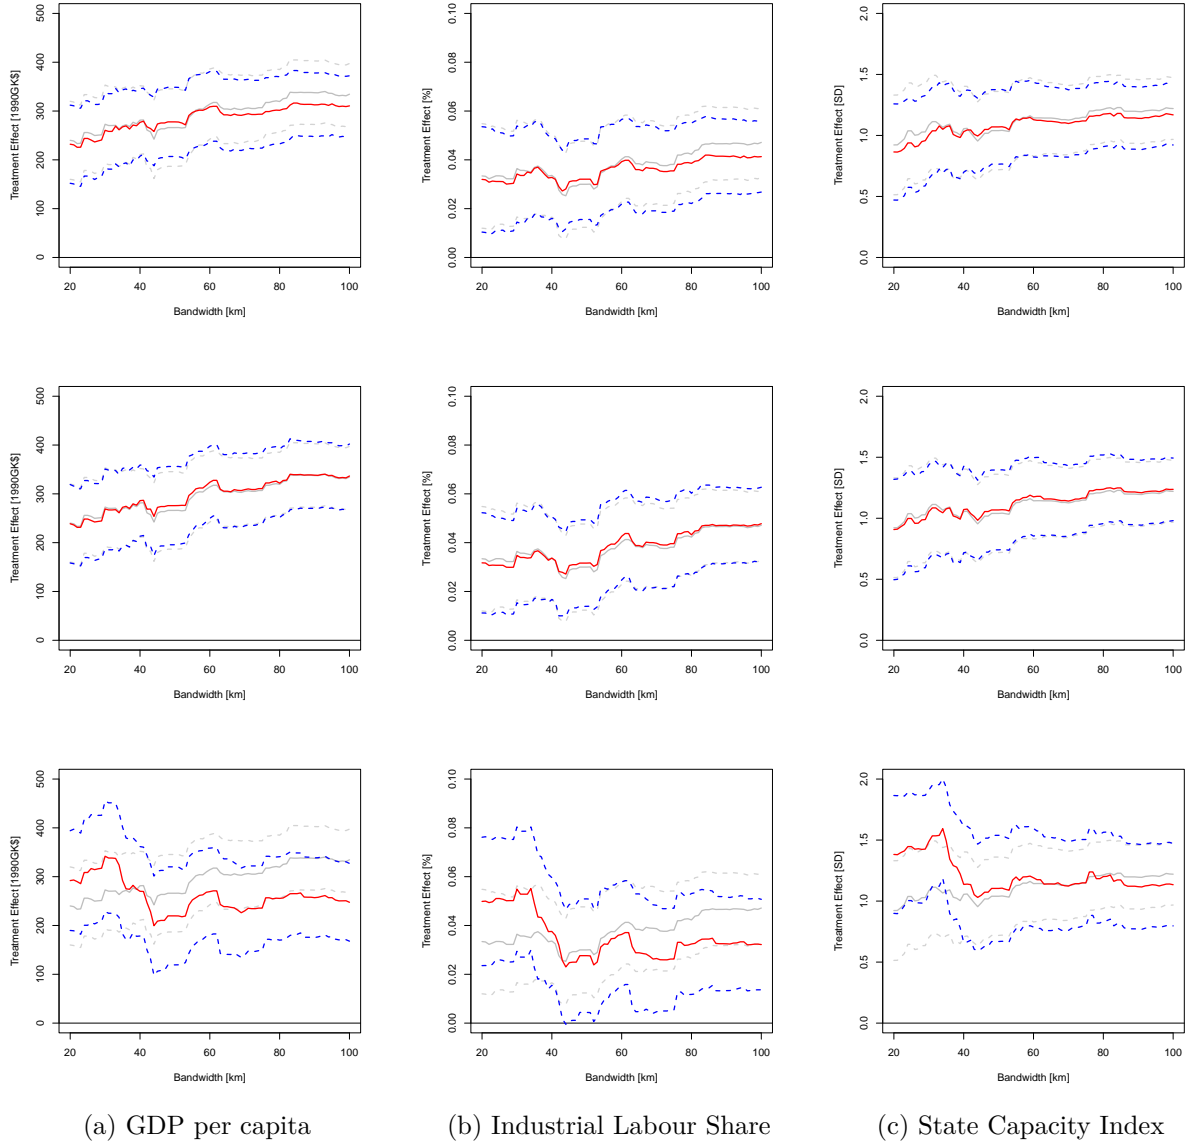 Treatment Effect [1990GK$]
0 100 200 300 400 500
20 40 60 80 100
Bandwidth [km]
Treatment Effect [%]
0.00 0.02 0.04 0.06 0.08 0.10
20 40 60 80 100
Bandwidth [km]
Treatment Effect [SD]
0.0 0.5 1.0 1.5 2.0
20 40 60 80 100
Bandwidth [km]
Treatment Effect [1990GK$]
0 100 200 300 400 500
20 40 60 80 100
Bandwidth [km]
Treatment Effect [%]
0.00 0.02 0.04 0.06 0.08 0.10
20 40 60 80 100
Bandwidth [km]
Treatment Effect [SD]
0.0 0.5 1.0 1.5 2.0
20 40 60 80 100
Bandwidth [km]
Treatment Effect [1990GK$]
0 100 200 300 400 500
20 40 60 80 100
Bandwidth [km]
Treatment Effect [%]
0.00 0.02 0.04 0.06 0.08 0.10
20 40 60 80 100
Bandwidth [km]
Treatment Effect [SD]
0.0 0.5 1.0 1.5 2.0
20 40 60 80 100
Bandwidth [km]
(a) GDP per capita
(b) Industrial Labour Share
(c) State Capacity Index